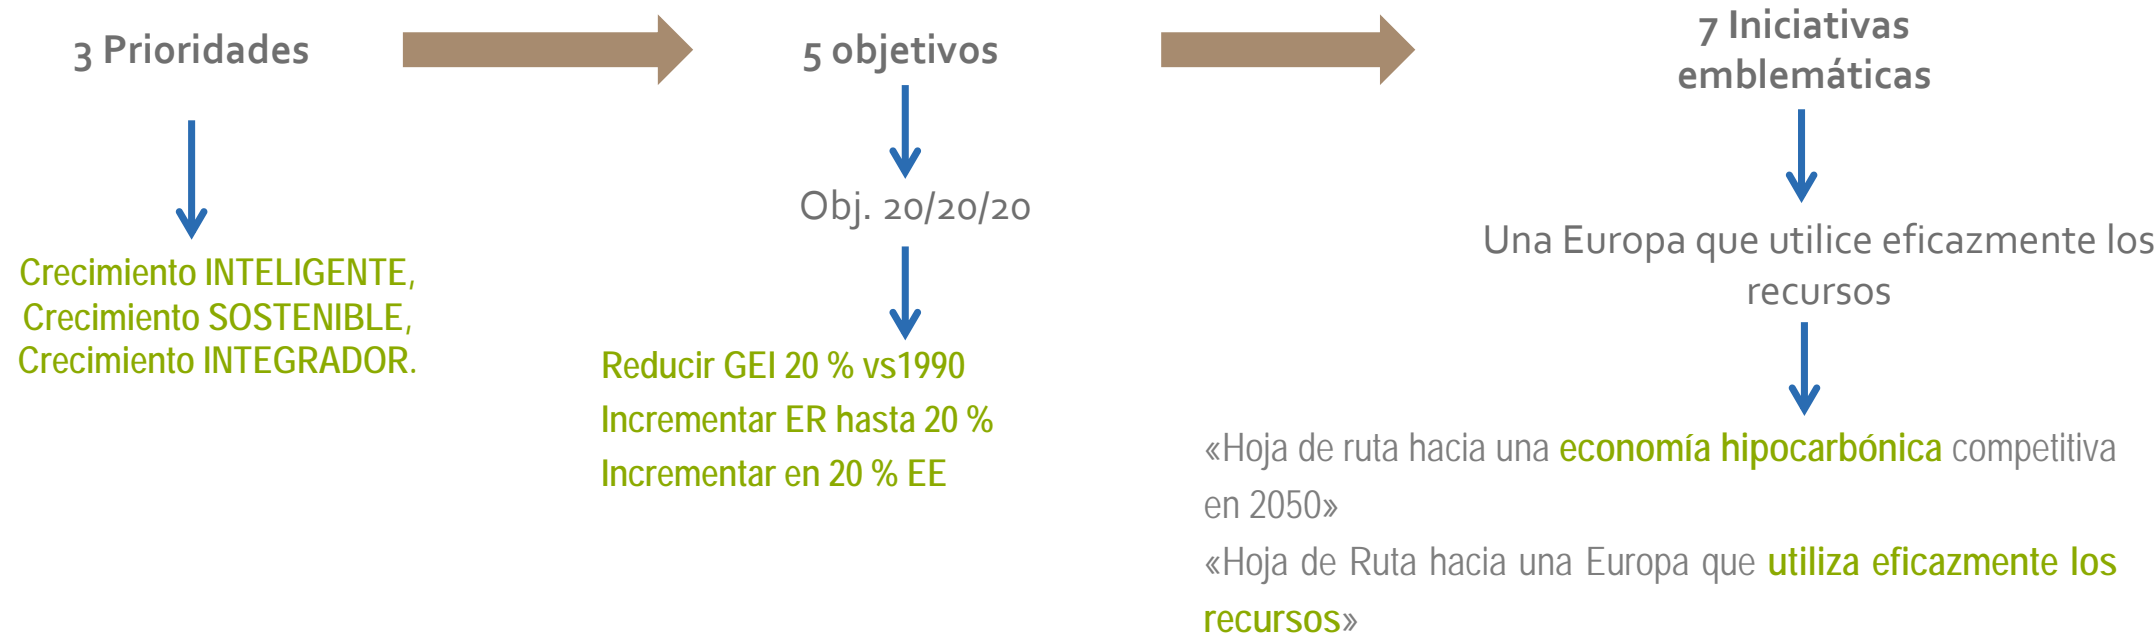 3 Prioridades
Crecimiento INTELIGENTE,
Crecimiento SOSTENIBLE,
Crecimiento INTEGRADOR.
5 objetivos
Obj. 20/20/20
Reducir GEI 20 % vs1990
Incrementar ER hasta 20 %
Incrementar en 20 % EE
7 Iniciativas
emblemáticas
Una Europa que utilice eficazmente los
recursos
«Hoja de ruta hacia una economía hipocarbónica competitiva
en 2050»
«Hoja de Ruta hacia una Europa que utiliza eficazmente los
recursos»